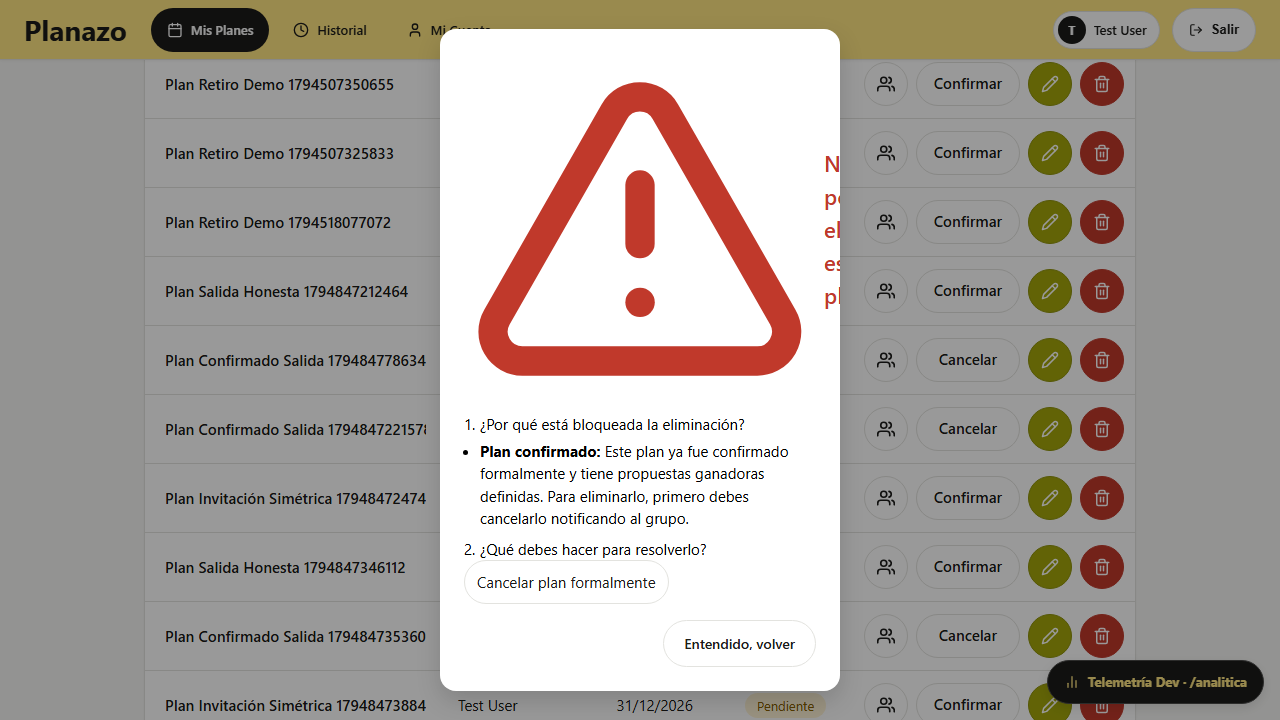 Planazo
Mis Planes
Historial
Mi Cuenta
T
Test User
Salir
Plan Retiro Demo 1794507350655
Confirmar
Plan Retiro Demo 1794507325833
Confirmar
Plan Retiro Demo 1794518077072
Confirmar
Plan Salida Honesta 1794847212464
Confirmar
Plan Confirmado Salida 179484778634
Cancelar
Plan Confirmado Salida 1794847221578
Cancelar
Plan Invitación Simétrica 17948472474
Confirmar
Plan Salida Honesta 1794847346112
Confirmar
Plan Confirmado Salida 179484735360
Cancelar
Plan Invitación Simétrica 17948473884
Test User
31/12/2026
Pendiente
Confirmar
1. ¿Por qué está bloqueada la eliminación?
• Plan confirmado: Este plan ya fue confirmado
formalmente y tiene propuestas ganadoras
definidas. Para eliminarlo, primero debes
cancelarlo notificando al grupo.
2. ¿Qué debes hacer para resolverlo?
Cancelar plan formalmente
Entendido, volver
Telemetría Dev · /analitica